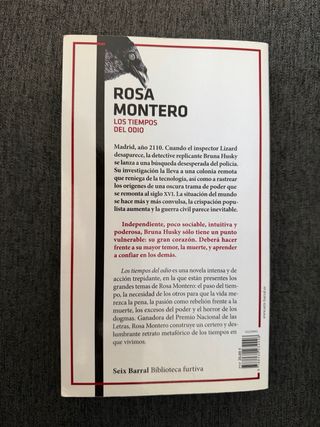 ROSA
MONTERO
LOS TIEMPOS
DEL ODIO
Madrid, año 2110. Cuando el inspector Lizard
desaparece, la detective replicante Bruna Husky
se lanza a una búsqueda desesperada del policía.
Su investigación la lleva a una colonia remota
que reniega de la tecnología, así como a rastrear
los orígenes de una oscura trama de poder que
se remonta al siglo XVI. La situación del mundo
se hace más y más convulsa, la crispación popu-
lista aumenta y la guerra civil parece inevitable.
Independiente, poco sociable, intuitiva y
poderosa, Bruna Husky sólo tiene un punto
vulnerable: su gran corazón. Deberá hacer
frente a su mayor temor, la muerte, y aprender
a confiar en los demás.
Los tiempos del odio es una novela intensa y de
acción trepidante, en la que están presentes los
grandes temas de Rosa Montero: el paso del tiem-
po, la necesidad de los otros para que la vida me-
rezca la pena, la pasión como rebelión frente a la
muerte, los excesos del poder y el horror de los
dogmas. Ganadora del Premio Nacional de las
Letras, Rosa Montero construye un certero y des-
lumbrante retrato metafórico de los tiempos en
que vivimos.
Seix Barral Biblioteca furtiva